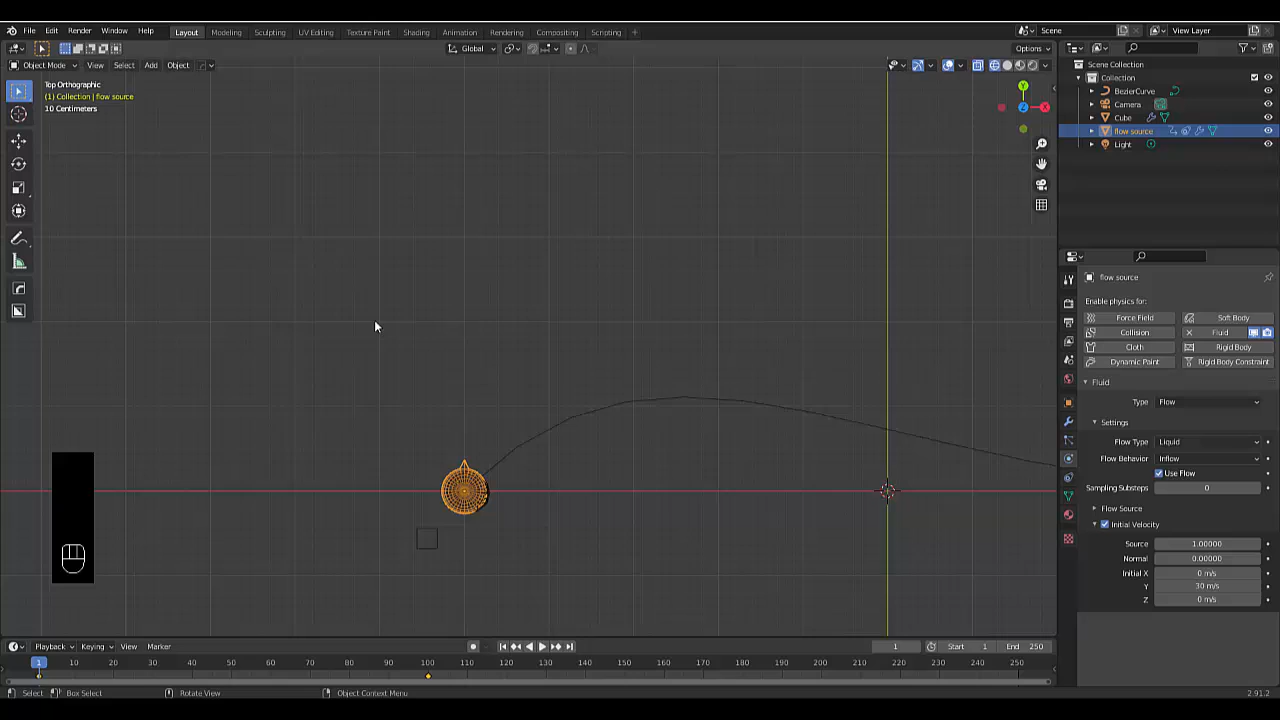 File Edit Render Window Help Layout Modeling Sculpting UV Editing Texture Paint Shading Animation Rendering Compositing Scripting + Scene View Layer
Global Options
Object Mode View Select Add Object
Top Orthographic
(1) Collection | flow source
10 Centimeters
Y
Z X
Scene Collection
Collection
BezierCurve
Camera
Cube
flow source
Light
flow source
Enable physics for:
Force Field Soft Body
Collision Fluid
Cloth Rigid Body
Dynamic Paint Rigid Body Constraint
Fluid
Type Flow
Settings
Flow Type Liquid
Flow Behavior Inflow
Use Flow
Sampling Substeps 0
Flow Source
Initial Velocity
Source 1.00000
Normal 0.00000
Initial X 0 m/s
Y 30 m/s
Z 0 m/s
Playback Keying View Marker 1 Start 1 End 250
1 10 20 30 40 50 60 70 80 90 100 110 120 130 140 150 160 170 180 190 200 210 220 230 240 250
Select Box Select Rotate View Object Context Menu 2.91.2